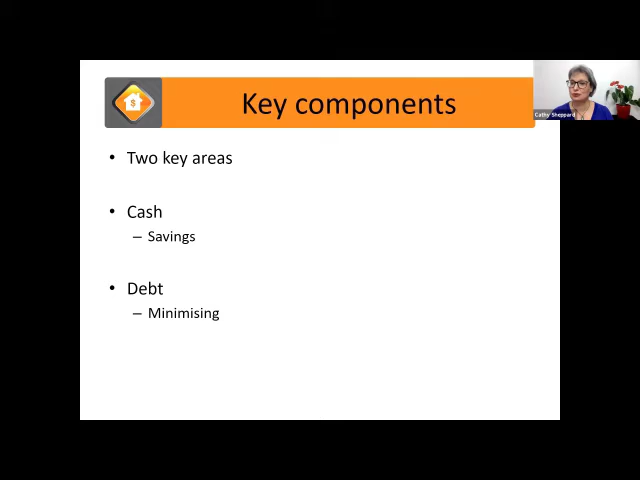 Key components
Cathy Sheppard
• Two key areas
• Cash
– Savings
• Debt
– Minimising